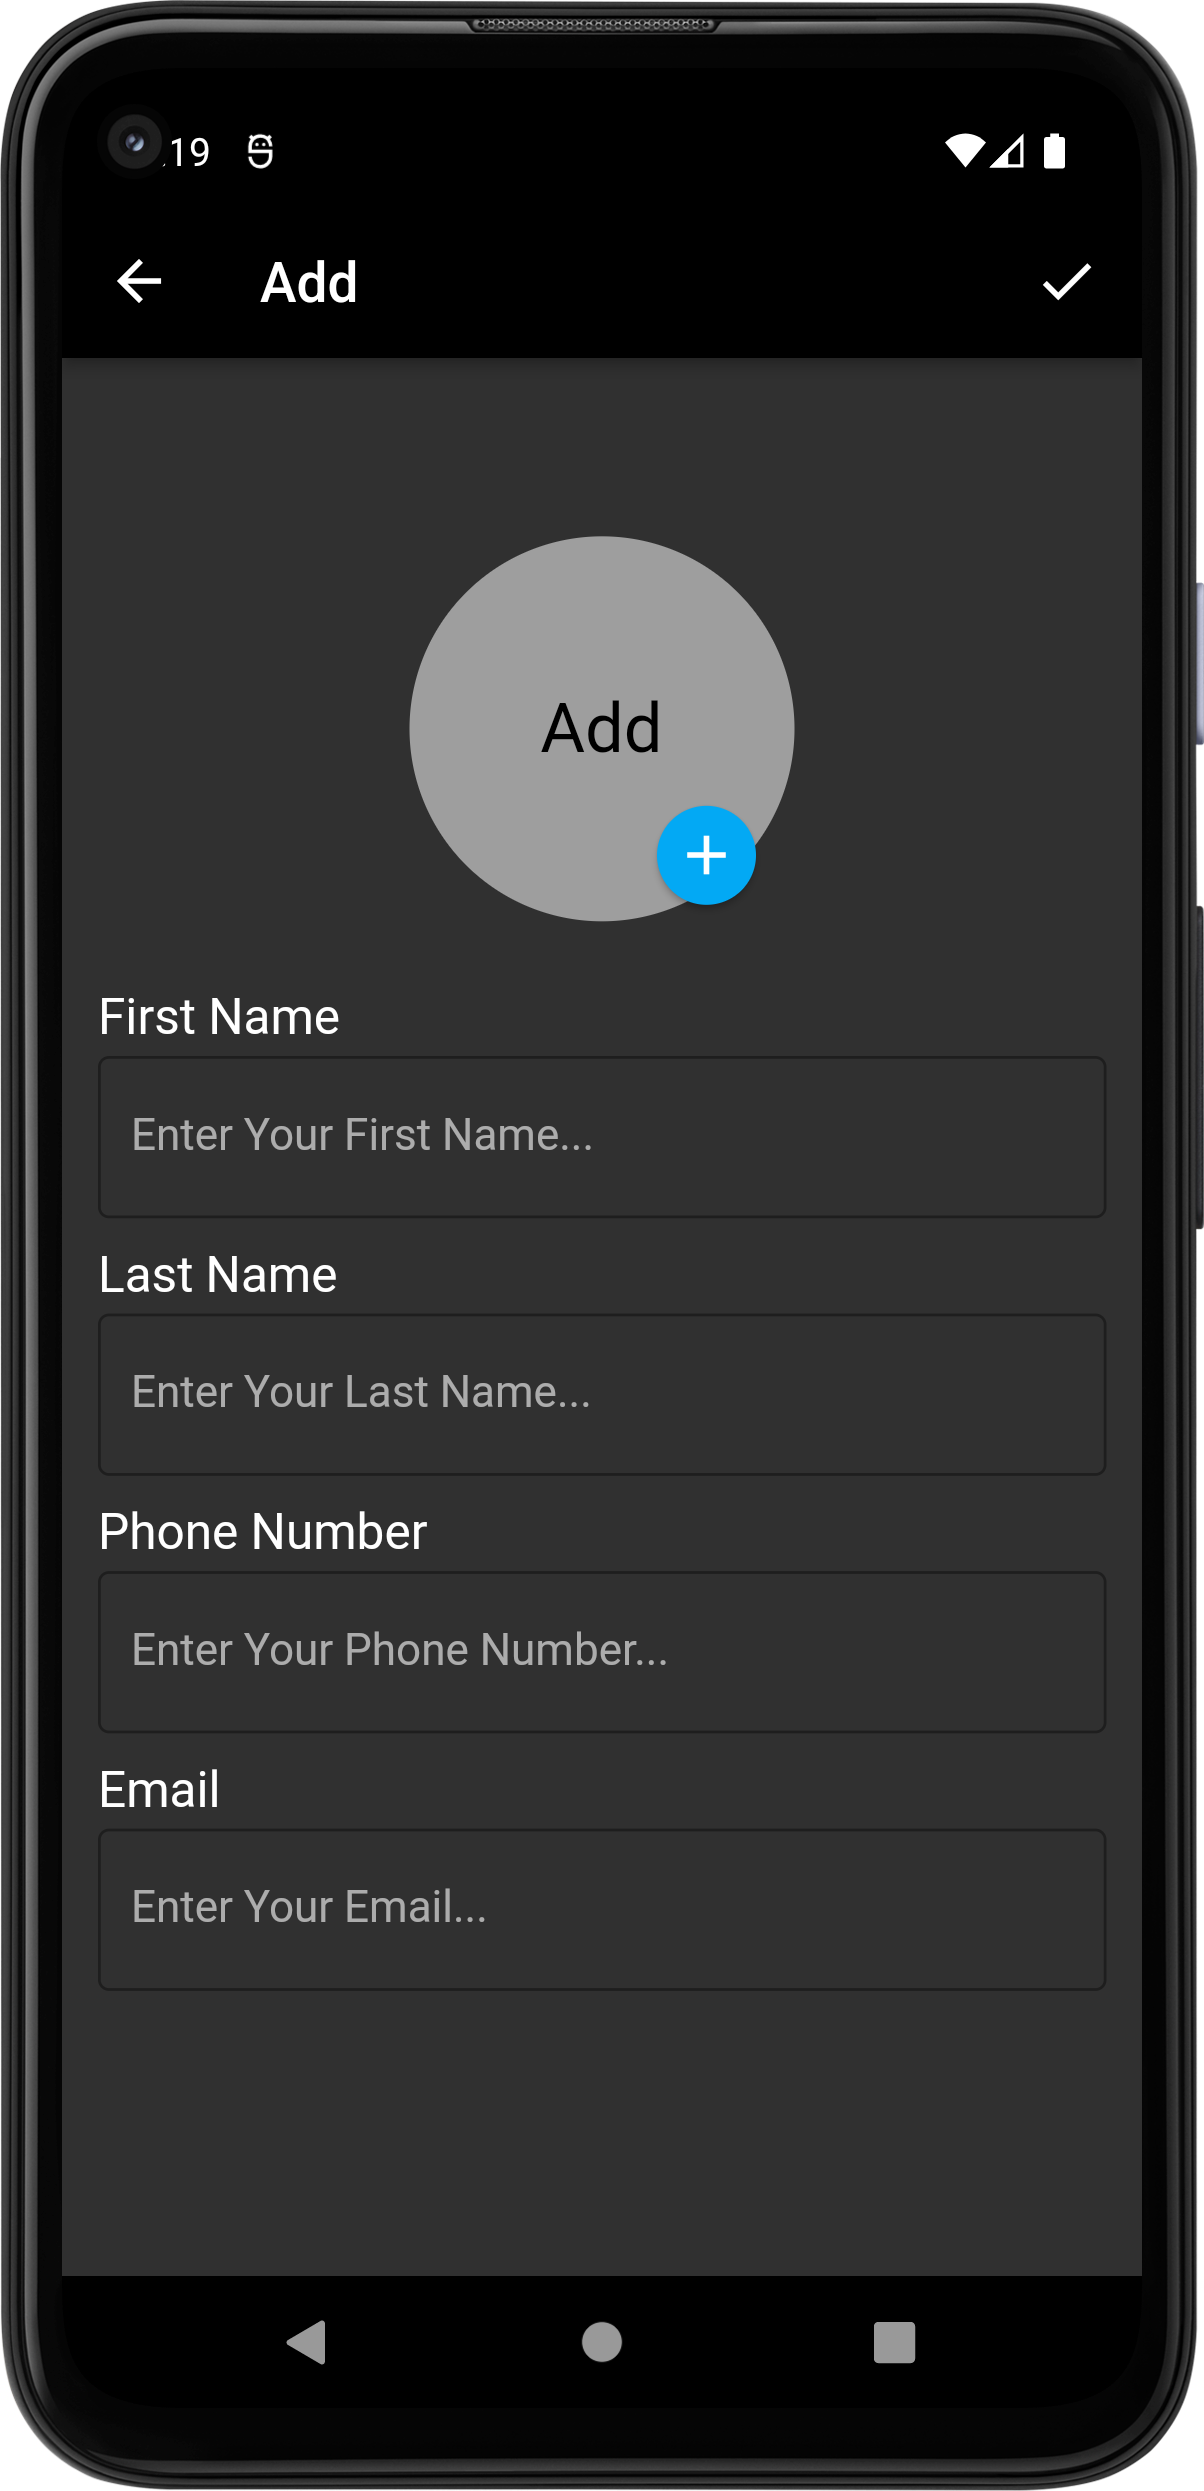 19
Add
Add
First Name
Enter Your First Name...
Last Name
Enter Your Last Name...
Phone Number
Enter Your Phone Number...
Email
Enter Your Email...